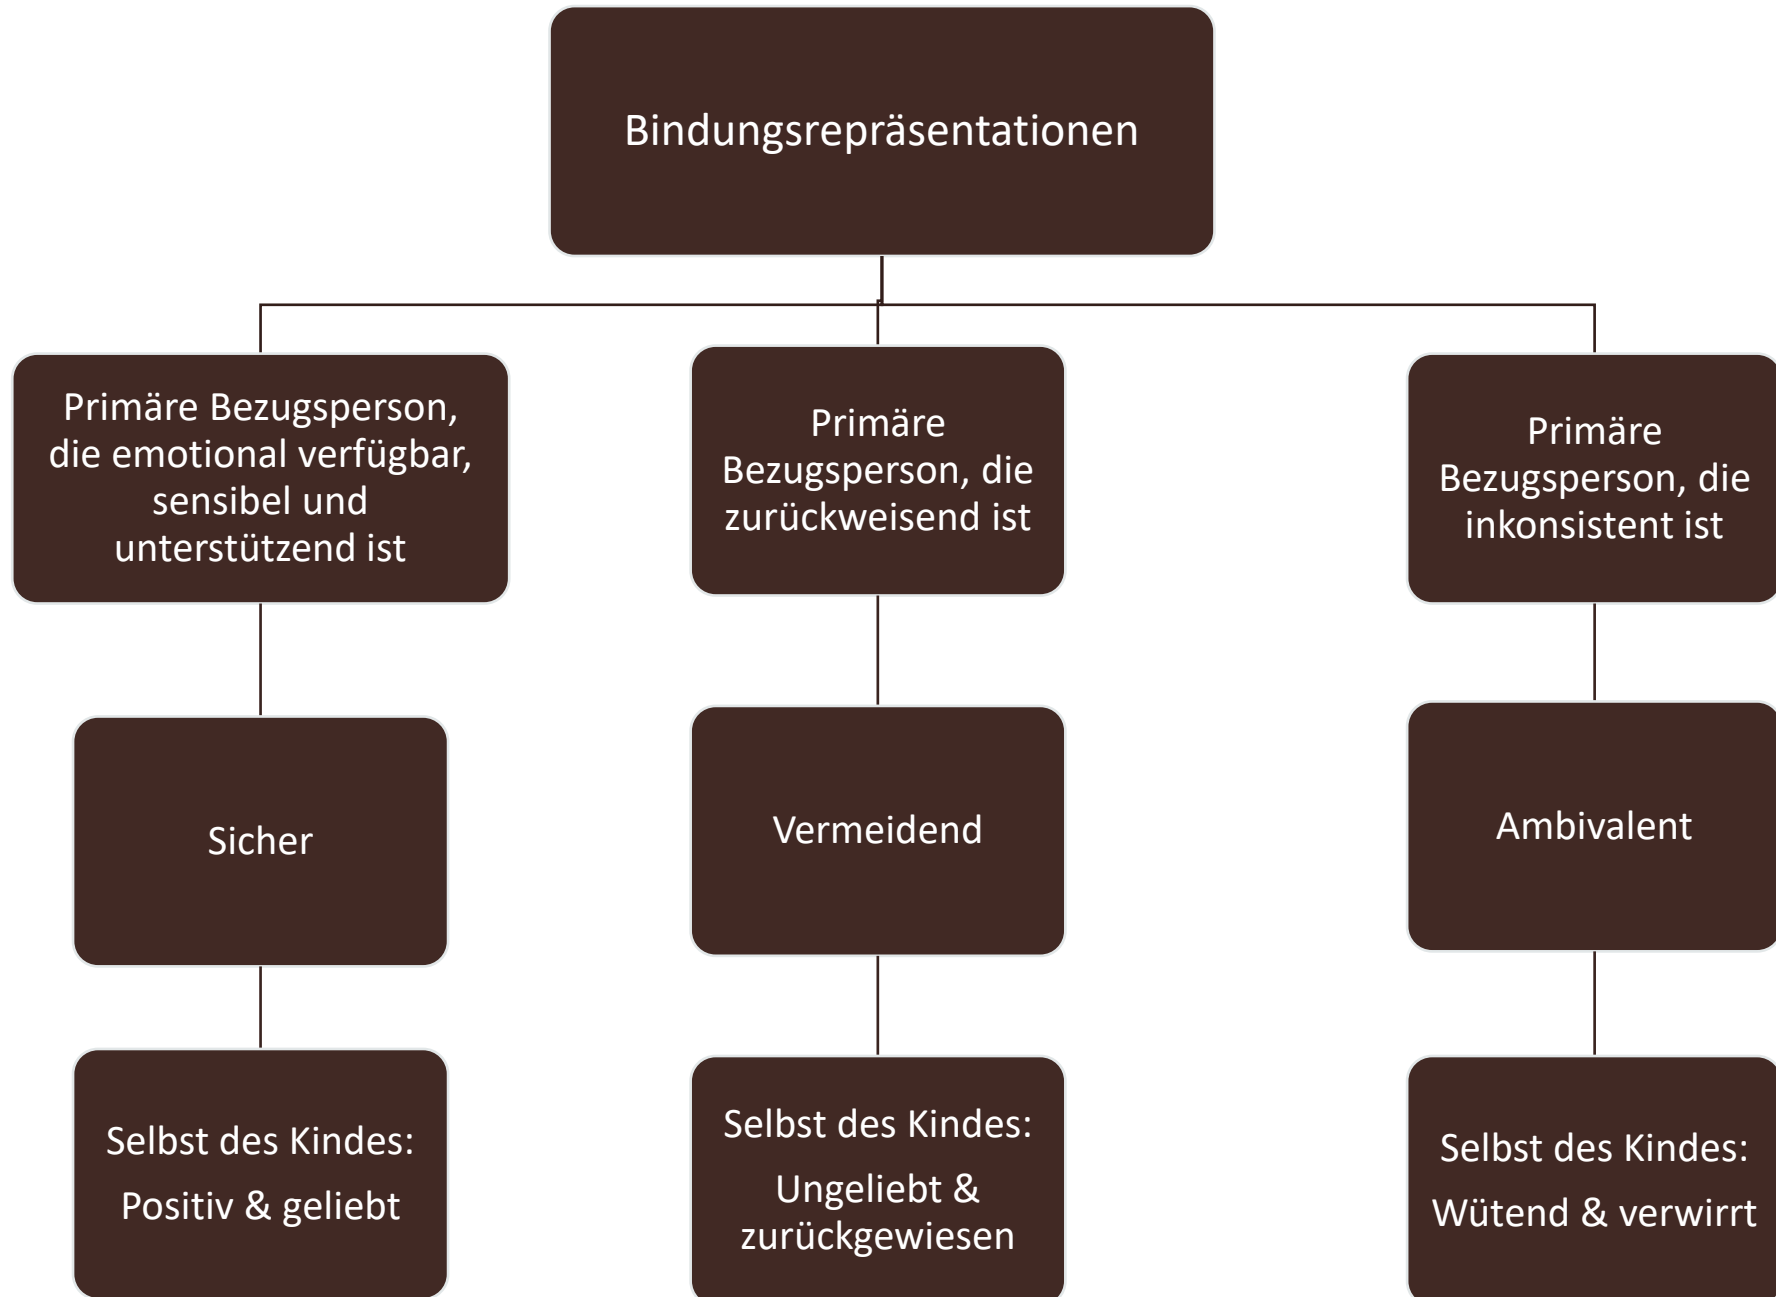 Bindungsrepräsentationen
Primäre Bezugsperson,
die emotional verfügbar,
sensibel und
unterstützend ist
Primäre
Bezugsperson, die
zurückweisend ist
Primäre
Bezugsperson, die
inkonsistent ist
Sicher
Vermeidend
Ambivalent
Selbst des Kindes:
Positiv & geliebt
Selbst des Kindes:
Ungeliebt &
zurückgewiesen
Selbst des Kindes:
Wütend & verwirrt